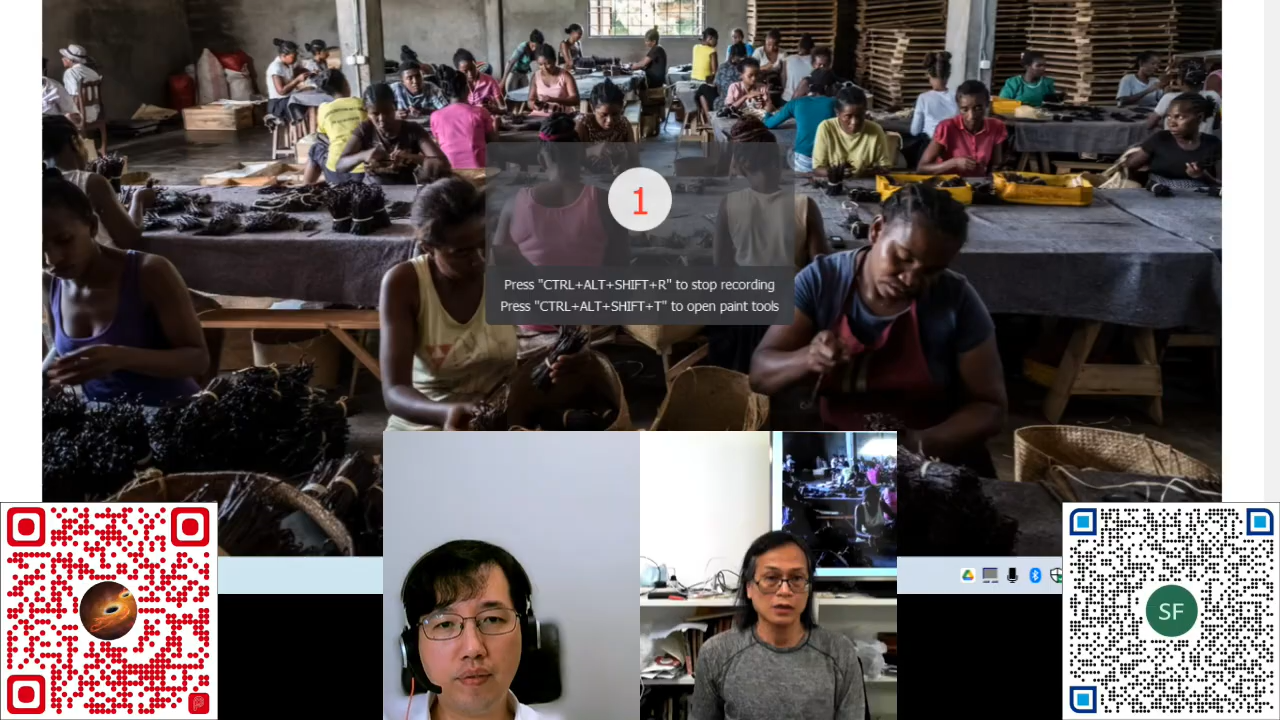 1
Press "CTRL+ALT+SHIFT+R" to stop recording
Press "CTRL+ALT+SHIFT+T" to open paint tools
SF